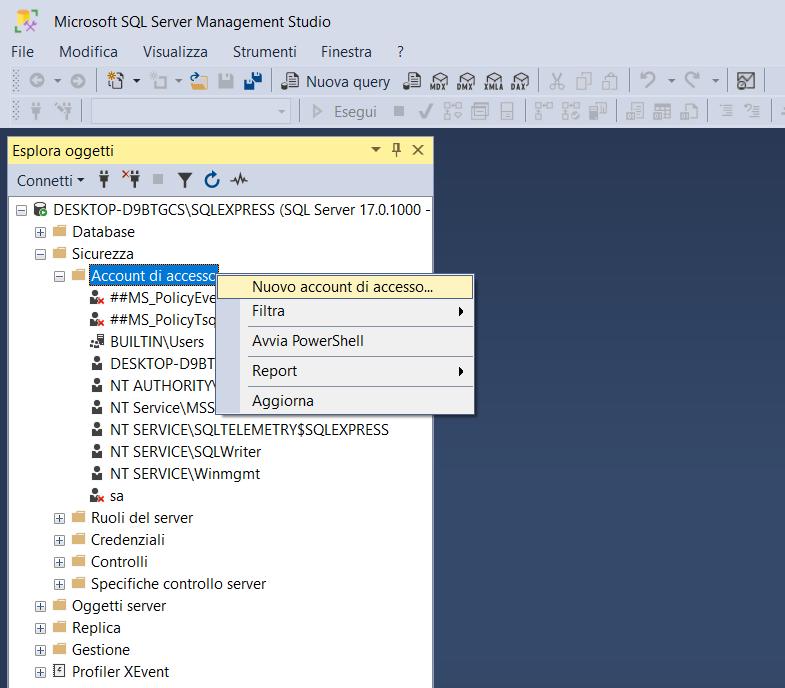 Microsoft SQL Server Management Studio
File Modifica Visualizza Strumenti Finestra ?
Nuova query MDX DMX XMLA DAX
Esegui
Esplora oggetti
Connetti
DESKTOP-D9BTGCS\SQLEXPRESS (SQL Server 17.0.1000 -
Database
Sicurezza
Account di accesso
##MS_PolicyEve
##MS_PolicyTsq
BUILTIN\Users
DESKTOP-D9BT
NT AUTHORITY\
NT Service\MSS
NT SERVICE\SQLTELEMETRY$SQLEXPRESS
NT SERVICE\SQLWriter
NT SERVICE\Winmgmt
sa
Ruoli del server
Credenziali
Controlli
Specifiche controllo server
Oggetti server
Replica
Gestione
Profiler XEvent
Nuovo account di accesso...
Filtra
Avvia PowerShell
Report
Aggiorna